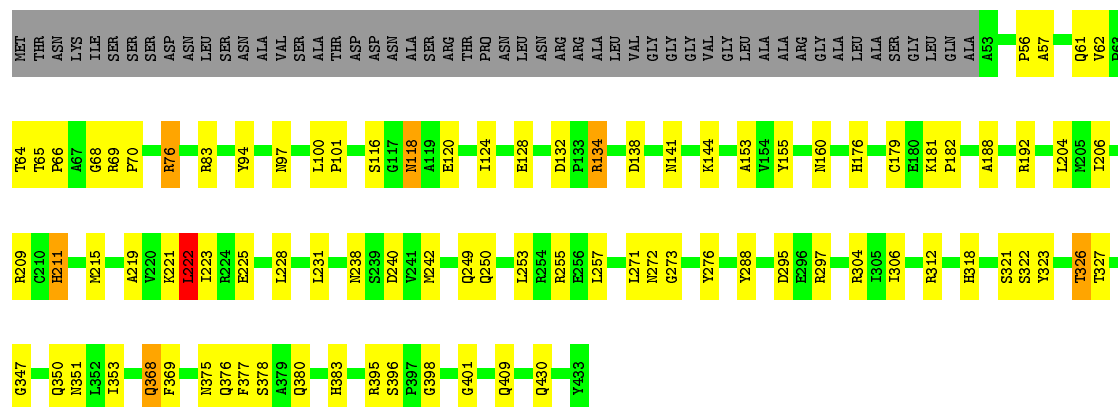 MET THR ASN LYS ILE SER SER SER ASP ASN LEU SER ASN ALA VAL SER ALA THR ASP ASP ASN ALA SER ARG THR PRO ASN LEU ASN ARG ALA LEU VAL GLY GLY GLY VAL GLY LEU ALA ALA ARG GLY ALA LEU ALA SER GLY LEU GLN ALA A53 P56 A57 Q61 V62 P63
T64 T65 P66 A67 G68 R69 P70 R76 R83 Y94 N97 L100 P101 S116 G117 N118 A119 E120 I124 E128 D132 P133 R134 D138 N141 K144 A153 V154 Y155 N160 H176 C179 E180 K181 P182 A188 R192 L204 M205 I206
R209 C210 H211 M215 A219 V220 K221 L222 I223 R224 E225 L228 L231 N238 S239 D240 V241 M242 Q249 Q250 L253 R254 R255 E256 L257 L271 N272 G273 Y276 Y288 D295 E296 R297 R304 I305 I306 R312 H318 S321 S322 Y323 T326 T327
G347 Q350 N351 L352 I353 Q368 F369 N375 Q376 F377 S378 A379 Q380 H383 R395 S396 P397 G398 G401 Q409 Q430 Y433